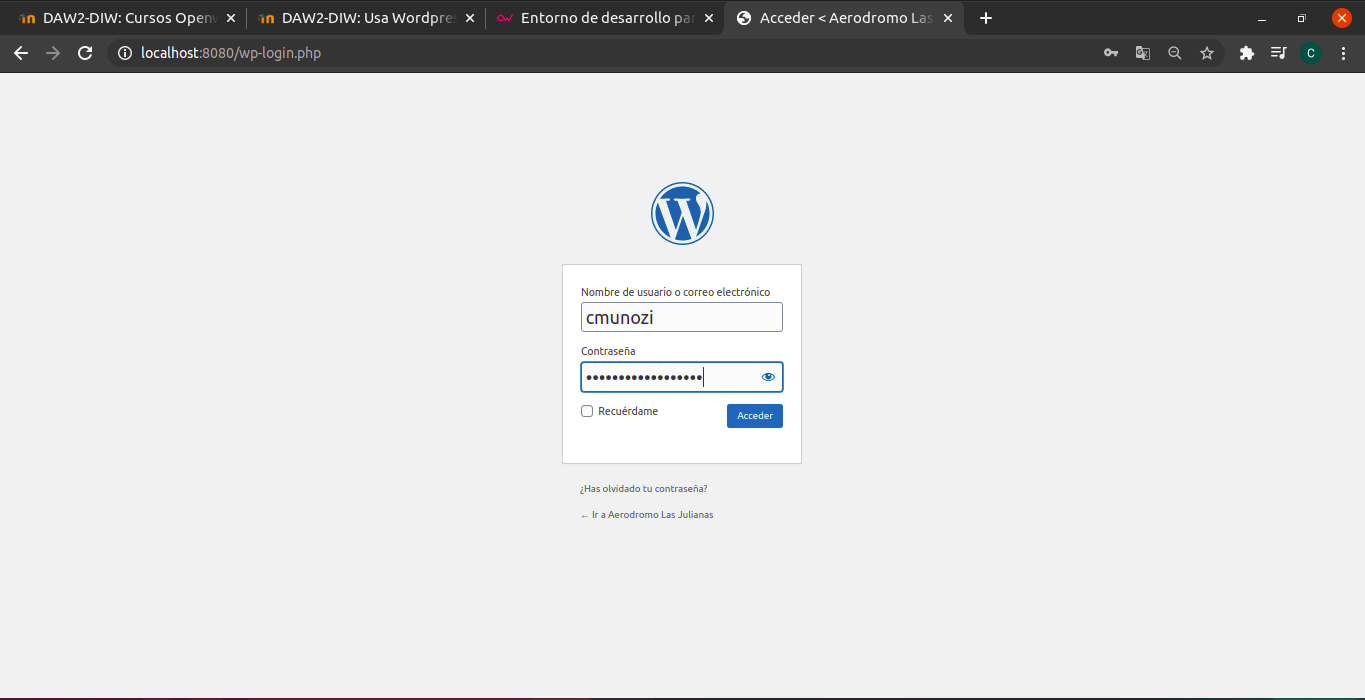 DAW2-DIW: Cursos Openw
DAW2-DIW: Usa Wordpres
Entorno de desarrollo par
Acceder < Aerodromo Las
localhost:8080/wp-login.php
C
Nombre de usuario o correo electrónico
cmunozi
Contraseña
••••••••••••••••••
Recuérdame
Acceder
¿Has olvidado tu contraseña?
← Ir a Aerodromo Las Julianas